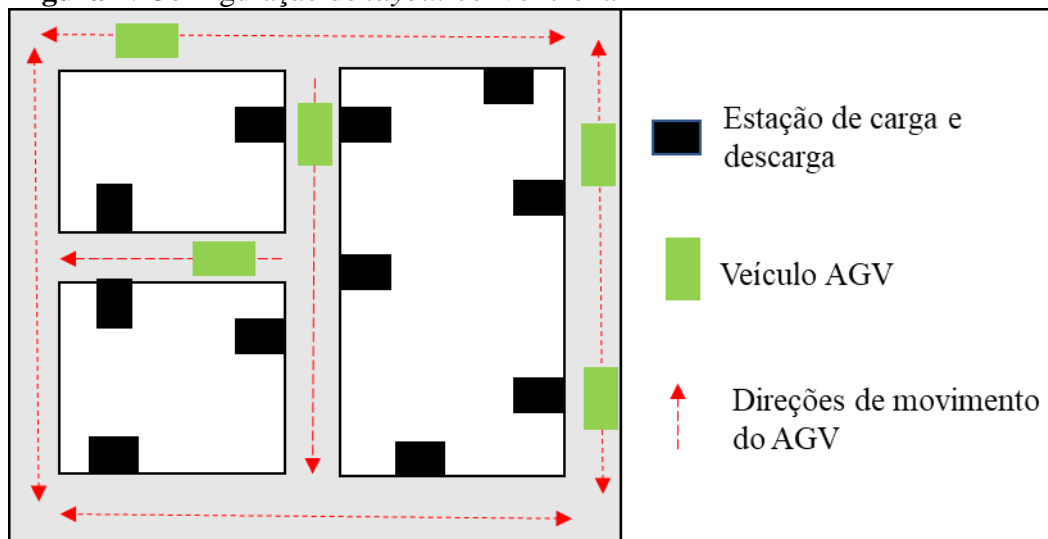 Estação de carga e
descarga
Veículo AGV
Direções de movimento
do AGV